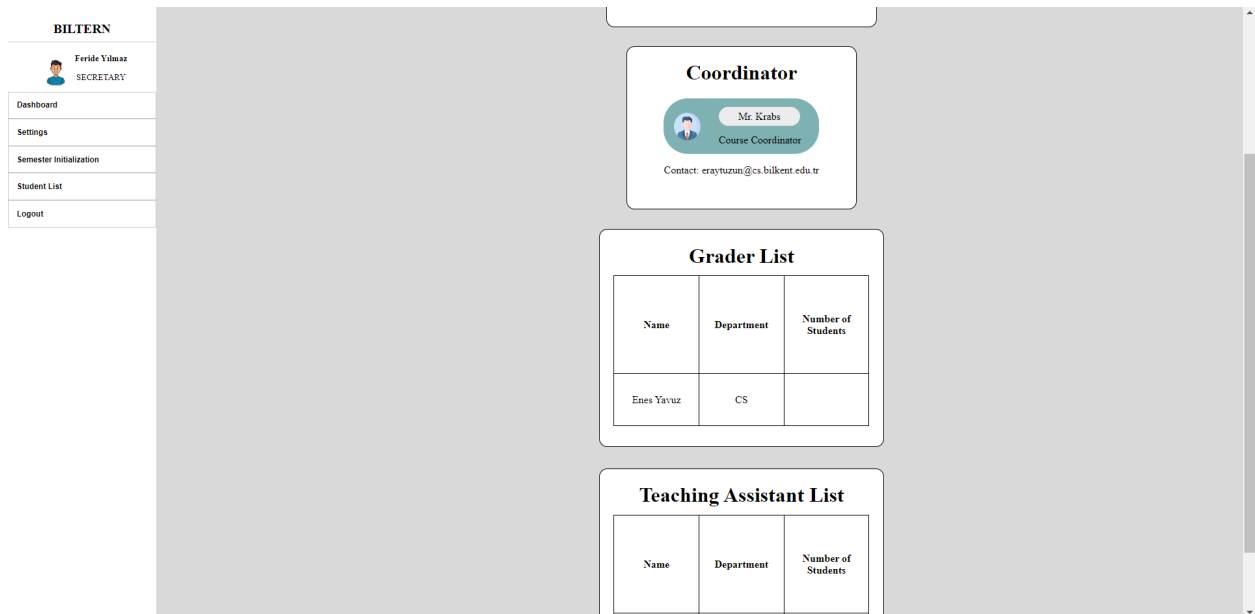 BILTERN
Feride Yılmaz
SECRETARY
Dashboard
Settings
Semester Initialization
Student List
Logout
Coordinator
Mr. Krabs
Course Coordinator
Contact: eraytuzun@cs.bilkent.edu.tr
Grader List
Name Department Number of
Students
Enes Yavuz CS
Teaching Assistant List
Name Department Number of
Students